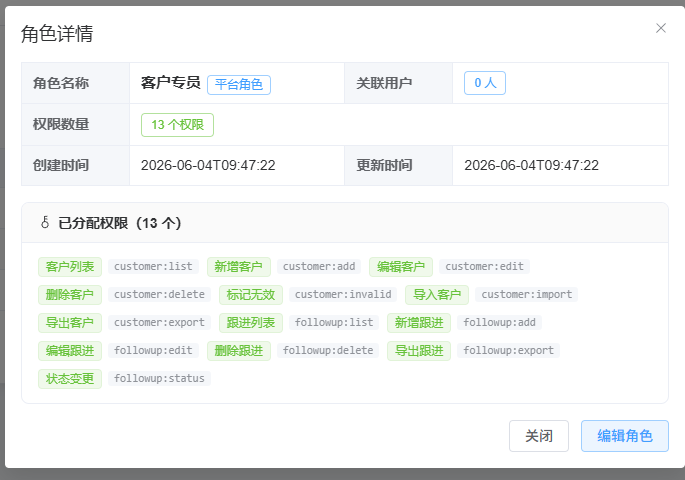 角色详情
角色名称 客户专员 平台角色 关联用户 0 人
权限数量 13 个权限
创建时间 2026-06-04T09:47:22 更新时间 2026-06-04T09:47:22
已分配权限（13 个）
客户列表 customer:list 新增客户 customer:add 编辑客户 customer:edit
删除客户 customer:delete 标记无效 customer:invalid 导入客户 customer:import
导出客户 customer:export 跟进列表 followup:list 新增跟进 followup:add
编辑跟进 followup:edit 删除跟进 followup:delete 导出跟进 followup:export
状态变更 followup:status
关闭 编辑角色